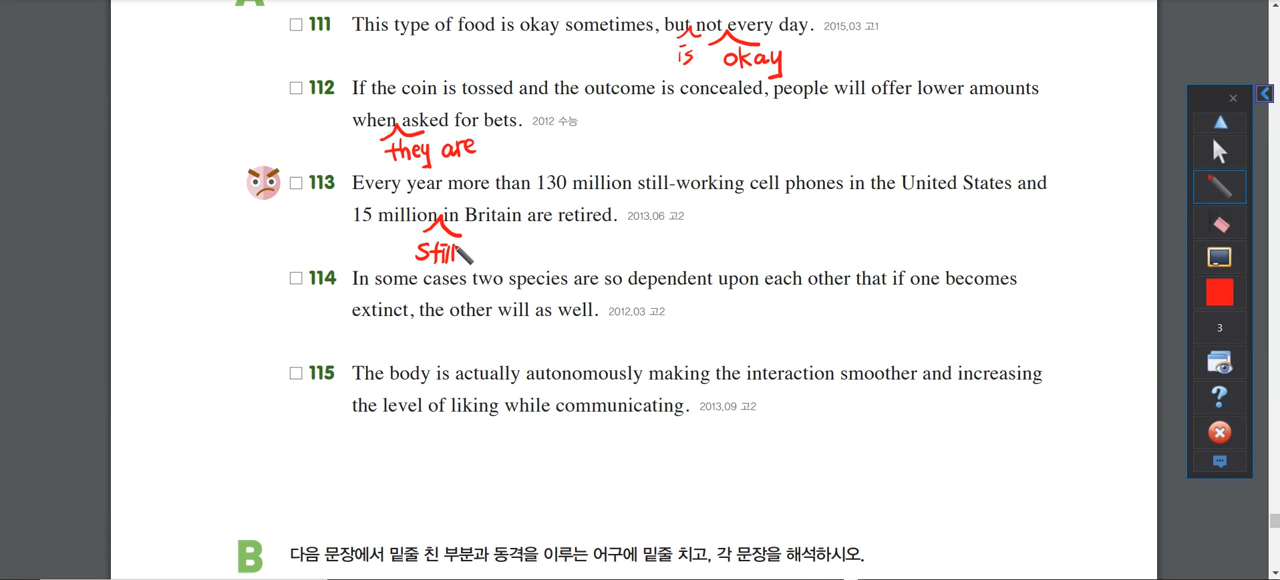 A
111 This type of food is okay sometimes, but not every day. 2015.03 고1
is okay
112 If the coin is tossed and the outcome is concealed, people will offer lower amounts
when asked for bets. 2012 수능
they are
113 Every year more than 130 million still-working cell phones in the United States and
15 million in Britain are retired. 2013.06 고2
Still
114 In some cases two species are so dependent upon each other that if one becomes
extinct, the other will as well. 2012.03 고2
115 The body is actually autonomously making the interaction smoother and increasing
the level of liking while communicating. 2013.09 고2
B 다음 문장에서 밑줄 친 부분과 동격을 이루는 어구에 밑줄 치고, 각 문장을 해석하시오.
3